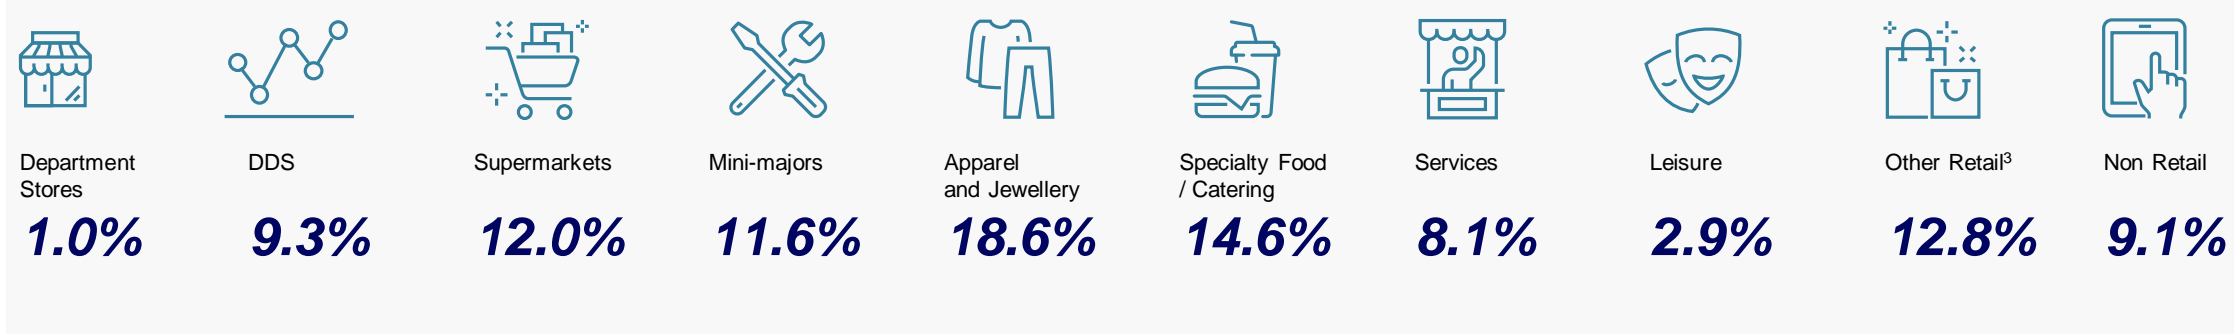 Department
Stores
1.0%
DDS
9.3%
Supermarkets
12.0%
Mini-majors
11.6%
Apparel
and Jewellery
18.6%
Specialty Food
/ Catering
14.6%
Services
8.1%
Leisure
2.9%
Other Retail³
12.8%
Non Retail
9.1%